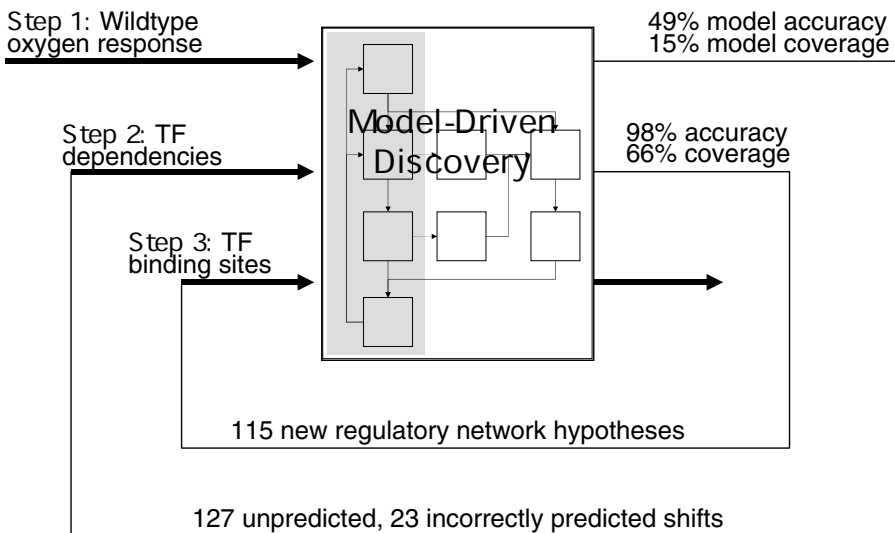 Step 1: Wildtype
oxygen response
49% model accuracy
15% model coverage
Model-Driven
Discovery
Step 2: TF
dependencies
98% accuracy
66% coverage
Step 3: TF
binding sites
115 new regulatory network hypotheses
127 unpredicted, 23 incorrectly predicted shifts